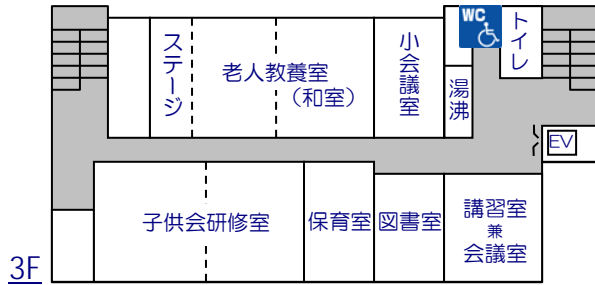 WC
トイレ
ステージ
老人教養室
（和室）
小会議室
湯沸
EV
子供会研修室
保育室
図書室
講習室
兼
会議室
3F